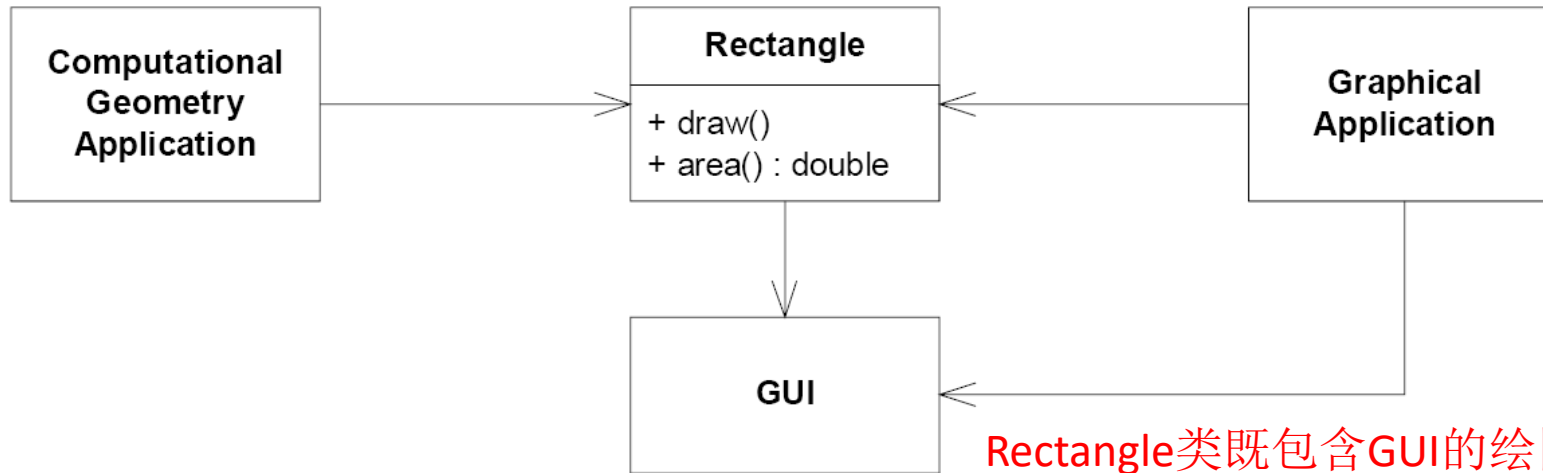 Computational
Geometry
Application
Rectangle
+ draw()
+ area() : double
Graphical
Application
GUI
Rectangle类既包含GUI的绘